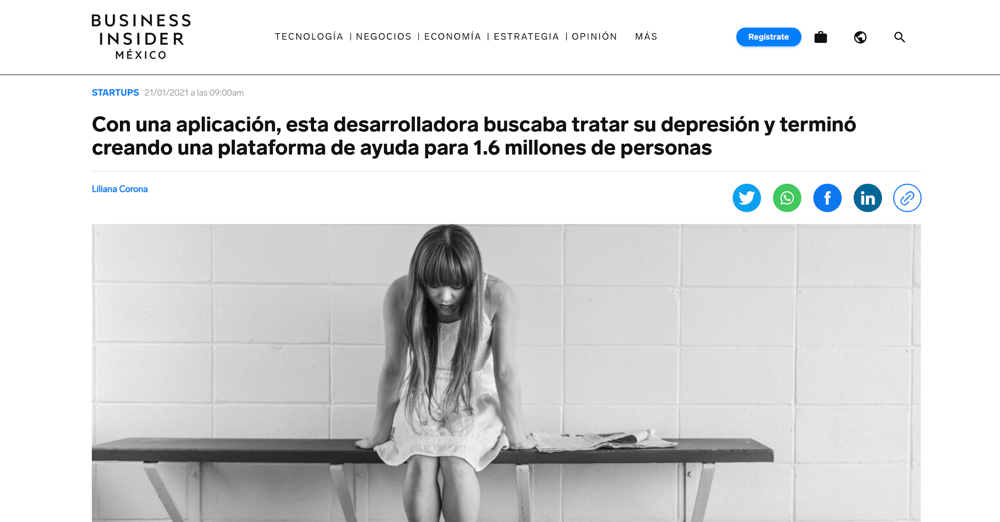 BUSINESS
INSIDER
MÉXICO
TECNOLOGÍA | NEGOCIOS | ECONOMÍA | ESTRATEGIA | OPINIÓN MÁS
Regístrate
STARTUPS 21/01/2021 a las 09:00am
Con una aplicación, esta desarrolladora buscaba tratar su depresión y terminó
creando una plataforma de ayuda para 1.6 millones de personas
Liliana Corona